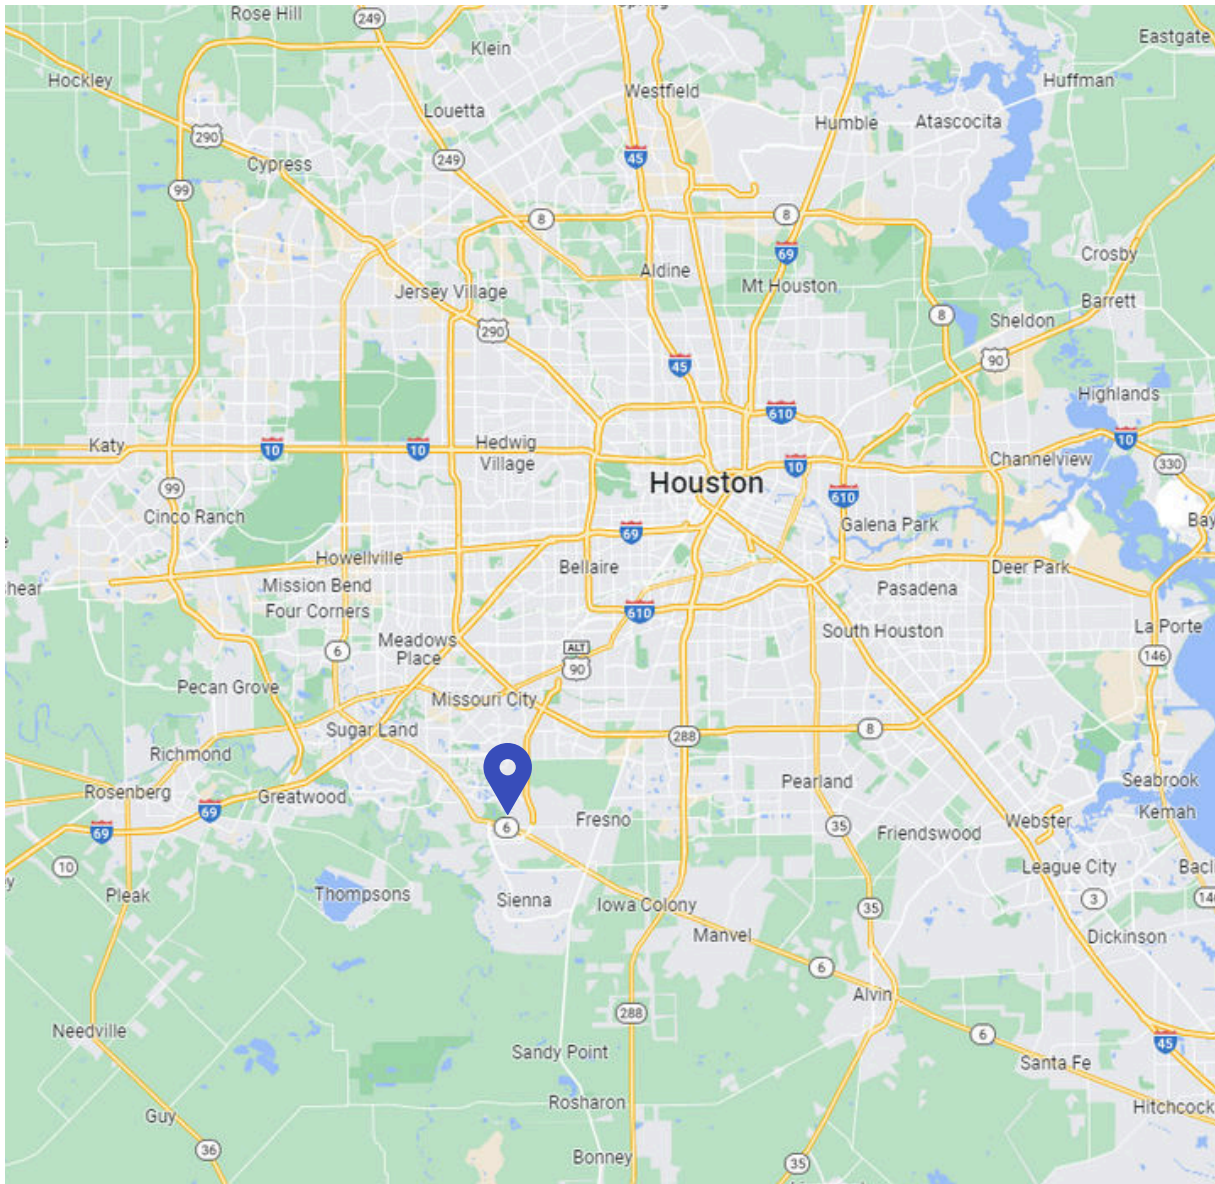 Rose Hill
249
Klein
Eastgate
Hockley
Huffman
Westfield
Louetta
Humble
Atascocita
290
45
Cypress
249
99
8
8
69
Crosby
Aldine
Mt Houston
Jersey Village
Barrett
8
Sheldon
290
90
45
Highlands
610
Katy
10
10
Hedwig
Village
10
10
Channelview
330
Houston
99
610
Cinco Ranch
Galena Park
Bay
69
Howellville
Bellaire
Deer Park
hear
Mission Bend
Pasadena
Four Corners
610
La Porte
South Houston
Meadows
Place
6
ALT
90
146
Pecan Grove
Missouri City
Sugar Land
8
288
Richmond
Pearland
Seabrook
Rosenberg
Greatwood
69
Kemah
Fresno
Webster
69
6
35
Friendswood
10
League City
Bacl
Pleak
Thompsons
Sienna
Iowa Colony
3
14
35
Manvel
Dickinson
6
Alvin
288
Needville
6
45
Sandy Point
Santa Fe
Rosharon
Hitchcock
Guy
36
Bonney
35